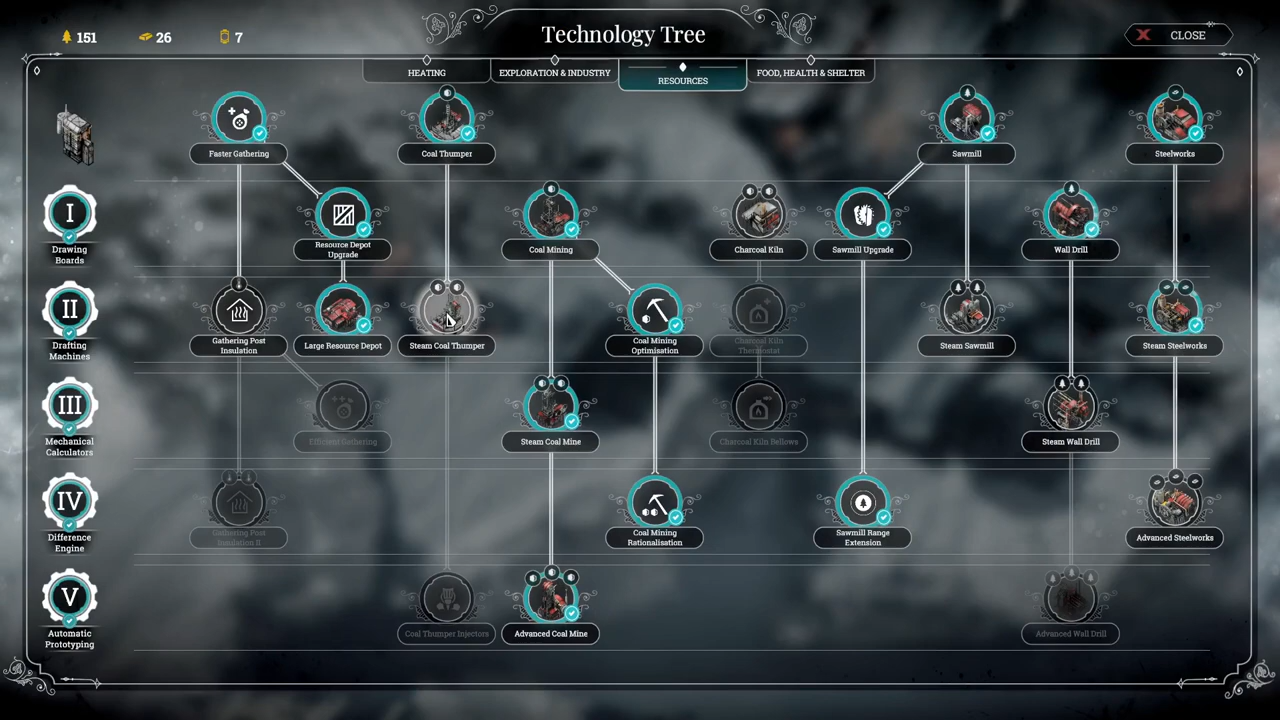 151
26
7
Technology Tree
CLOSE
HEATING
EXPLORATION & INDUSTRY
RESOURCES
FOOD, HEALTH & SHELTER
Faster Gathering
Coal Thumper
Sawmill
Steelworks
I
Drawing
Boards
Resource Depot
Upgrade
Coal Mining
Charcoal Kiln
Sawmill Upgrade
Wall Drill
II
Drafting
Machines
Gathering Post
Insulation
Large Resource Depot
Steam Coal Thumper
Coal Mining
Optimisation
Charcoal Kiln
Thermostat
Steam Sawmill
Steam Steelworks
III
Mechanical
Calculators
Efficient Gathering
Steam Coal Mine
Charcoal Kiln Bellows
Steam Wall Drill
IV
Difference
Engine
Gathering Post
Insulation II
Coal Mining
Rationalisation
Sawmill Range
Extension
Advanced Steelworks
V
Automatic
Prototyping
Coal Thumper Injectors
Advanced Coal Mine
Advanced Wall Drill